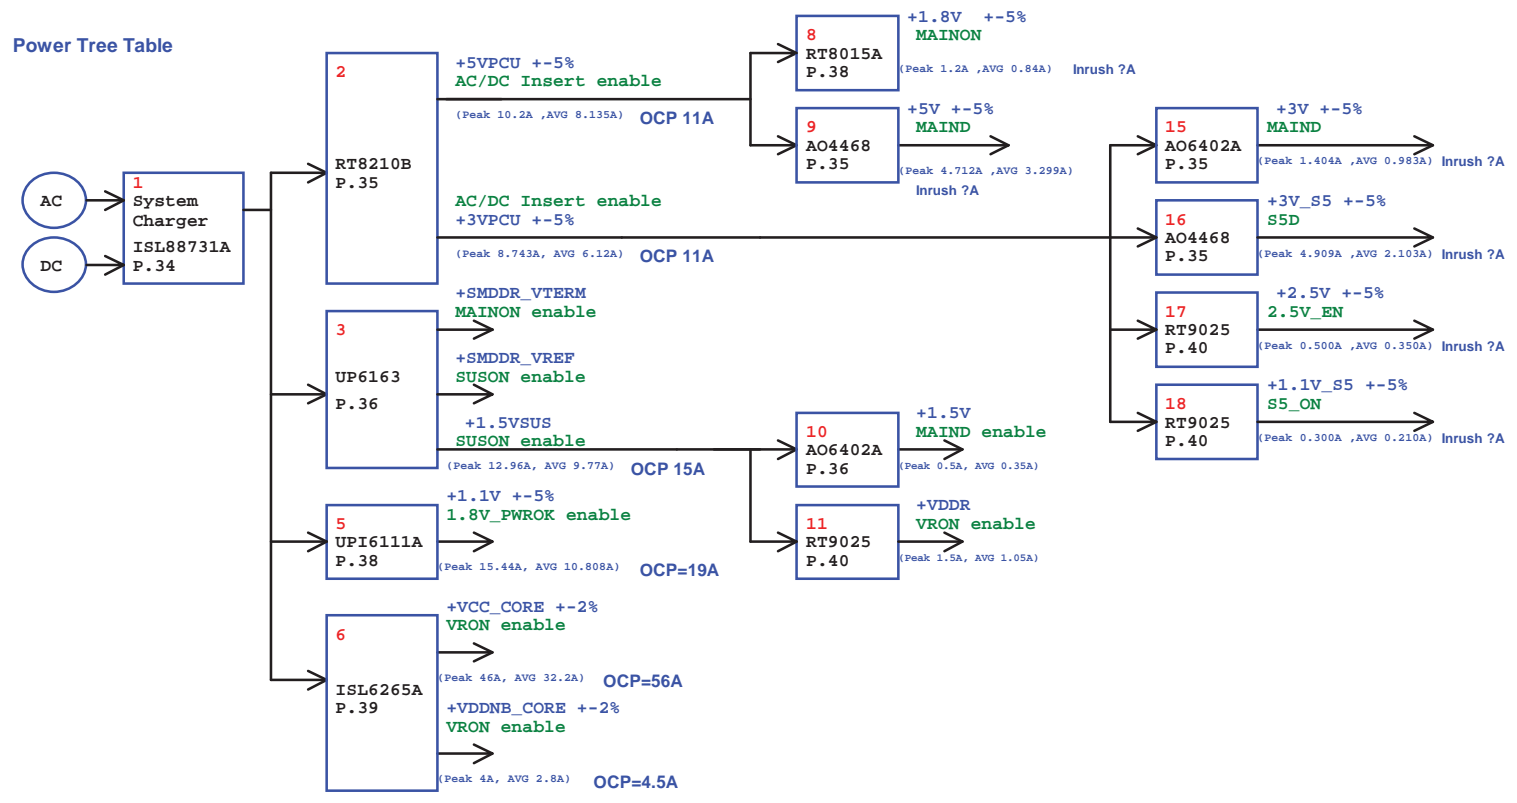 Power Tree Table
AC
DC
1
System
Charger
ISL88731A
P.34
2
RT8210B
P.35
+5VPCU +-5%
AC/DC Insert enable
(Peak 10.2A ,AVG 8.135A)
OCP 11A
AC/DC Insert enable
+3VPCU +-5%
(Peak 8.743A, AVG 6.12A)
OCP 11A
3
UP6163
P.36
+SMDDR_VTERM
MAINON enable
+SMDDR_VREF
SUSON enable
+1.5VSUS
SUSON enable
(Peak 12.96A, AVG 9.77A)
OCP 15A
5
UPI6111A
P.38
+1.1V +-5%
1.8V_PWROK enable
(Peak 15.44A, AVG 10.808A)
OCP=19A
6
ISL6265A
P.39
+VCC_CORE +-2%
VRON enable
(Peak 46A, AVG 32.2A)
OCP=56A
+VDDNB_CORE +-2%
VRON enable
(Peak 4A, AVG 2.8A)
OCP=4.5A
8
RT8015A
P.38
+1.8V +-5%
MAINON
(Peak 1.2A ,AVG 0.84A)
Inrush ?A
9
AO4468
P.35
+5V +-5%
MAIND
(Peak 4.712A ,AVG 3.299A)
Inrush ?A
10
AO6402A
P.36
+1.5V
MAIND enable
(Peak 0.5A, AVG 0.35A)
11
RT9025
P.40
+VDDR
VRON enable
(Peak 1.5A, AVG 1.05A)
15
AO6402A
P.35
+3V +-5%
MAIND
(Peak 1.404A ,AVG 0.983A)
Inrush ?A
16
AO4468
P.35
+3V_S5 +-5%
S5D
(Peak 4.909A ,AVG 2.103A)
Inrush ?A
17
RT9025
P.40
+2.5V +-5%
2.5V_EN
(Peak 0.500A ,AVG 0.350A)
Inrush ?A
18
RT9025
P.40
+1.1V_S5 +-5%
S5_ON
(Peak 0.300A ,AVG 0.210A)
Inrush ?A